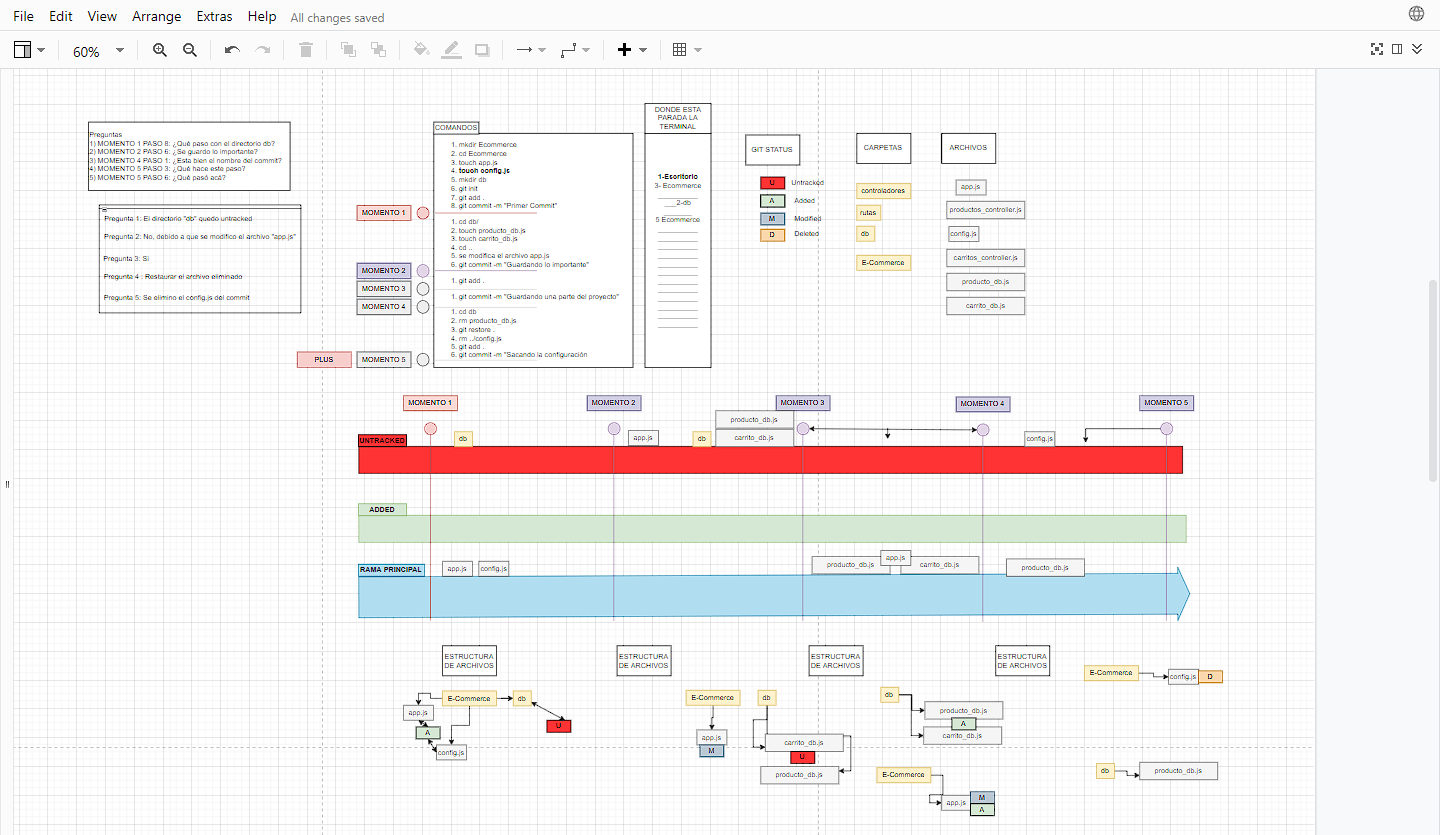 File Edit View Arrange Extras Help All changes saved
60%
Preguntas
1) MOMENTO 1 PASO 8: ¿Qué paso con el directorio db?
2) MOMENTO 2 PASO 6: ¿Se guardo lo importante?
3) MOMENTO 4 PASO 1; ¿Esta bien el nombre del commit?
4) MOMENTO 5 PASO 3; ¿Qué hace este paso?
5) MOMENTO 5 PASO 6: ¿Qué pasó acá?
Pregunta 1: El directorio "db" quedo untracked
Pregunta 2: No, debido a que se modifico el archivo "app.js"
Pregunta 3: Si
Pregunta 4 : Restaurar el archivo eliminado
Pregunta 5: Se elimino el config.js del commit
COMANDOS
1. mkdir Ecommerce
2. cd Ecommerce
3. touch app.js
4. touch config.js
5. mkdir db
6. git init
7. git add .
8. git commit -m "Primer Commit"
MOMENTO 1
1. cd db/
2. touch producto_db.js
3. touch carrito_db.js
4. cd ..
5. se modifica el archivo app.js
6. git commit -m "Guardando lo importante"
MOMENTO 2
1. git add .
MOMENTO 3
1. git commit -m "Guardando una parte del proyecto"
MOMENTO 4
1. cd db
2. rm producto_db.js
3. git restore .
4. rm ../config.js
5. git add .
6. git commit -m "Sacando la configuración
PLUS
MOMENTO 5
DONDE ESTA
PARADA LA
TERMINAL
1-Esritorio
3- Ecommerce
___2-db
5 Ecommerce
GIT STATUS
U Untracked
A Added
M Modified
D Deleted
CARPETAS
controladores
rutas
db
E-Commerce
ARCHIVOS
app.js
productos_controller.js
config.js
carritos_controller.js
producto_db.js
carrito_db.js
MOMENTO 1
MOMENTO 2
MOMENTO 3
MOMENTO 4
MOMENTO 5
UNTRACKED
db
app.js
db
producto_db.js
carrito_db.js
config.js
ADDED
RAMA PRINCIPAL
app.js
config.js
producto_db.js
app.js
carrito_db.js
producto_db.js
ESTRUCTURA
DE ARCHIVOS
ESTRUCTURA
DE ARCHIVOS
ESTRUCTURA
DE ARCHIVOS
ESTRUCTURA
DE ARCHIVOS
E-Commerce
db
app.js
U
A
config.js
E-Commerce
app.js
M
db
carrito_db.js
U
producto_db.js
db
producto_db.js
A
carrito_db.js
E-Commerce
app.js
M
A
E-Commerce
config.js
D
db
producto_db.js